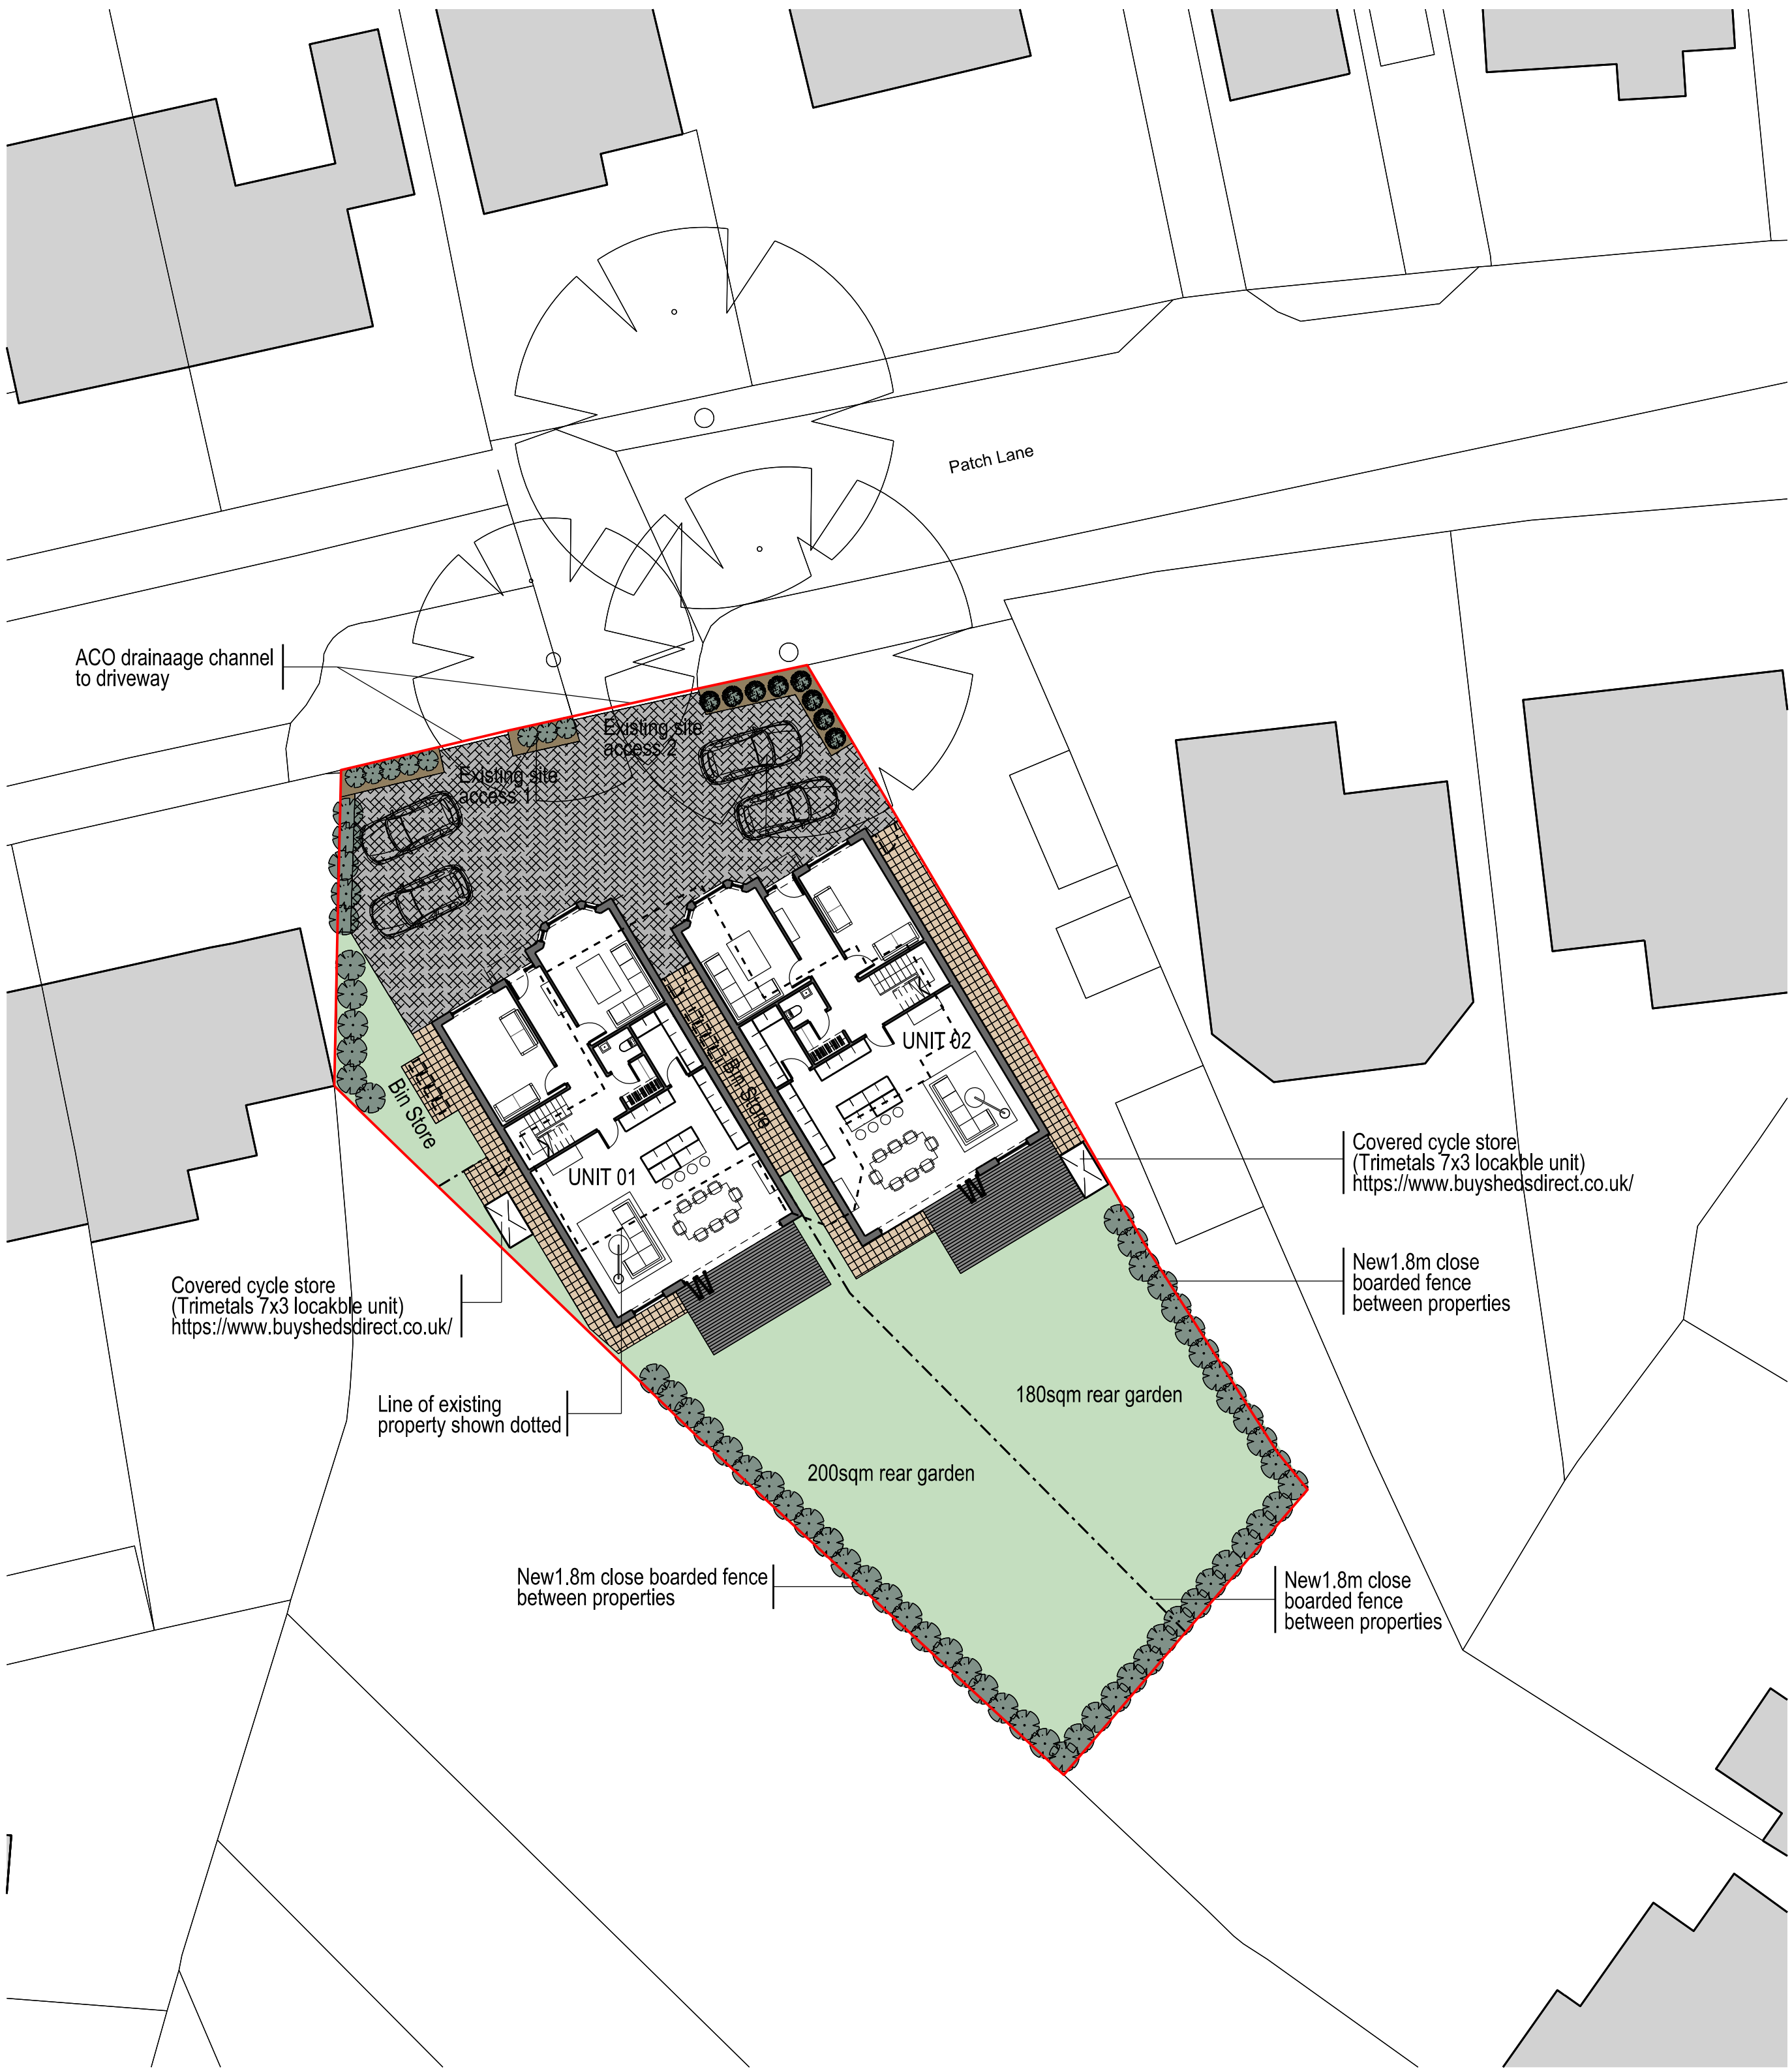 Patch Lane
ACO drainaage channel
to driveway
Existing site
access 2
Existing site
access 1
Bin Store
Bin Store
UNIT 02
UNIT 01
Covered cycle store
(Trimetals 7x3 locakble unit)
https://www.buyshedsdirect.co.uk/
New1.8m close
boarded fence
between properties
Covered cycle store
(Trimetals 7x3 locakble unit)
https://www.buyshedsdirect.co.uk/
Line of existing
property shown dotted
180sqm rear garden
200sqm rear garden
New1.8m close boarded fence
between properties
New1.8m close
boarded fence
between properties